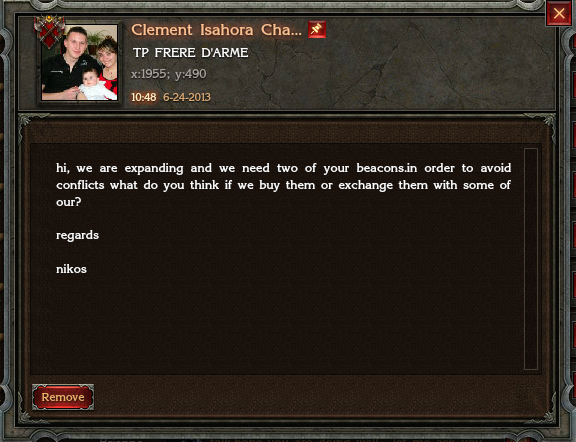 Clement Isahora Cha...
TP FRERE D'ARME
x:1955; y:490
10:48 6-24-2013
hi, we are expanding and we need two of your beacons.in order to avoid
conflicts what do you think if we buy them or exchange them with some of
our?
regards
nikos
Remove